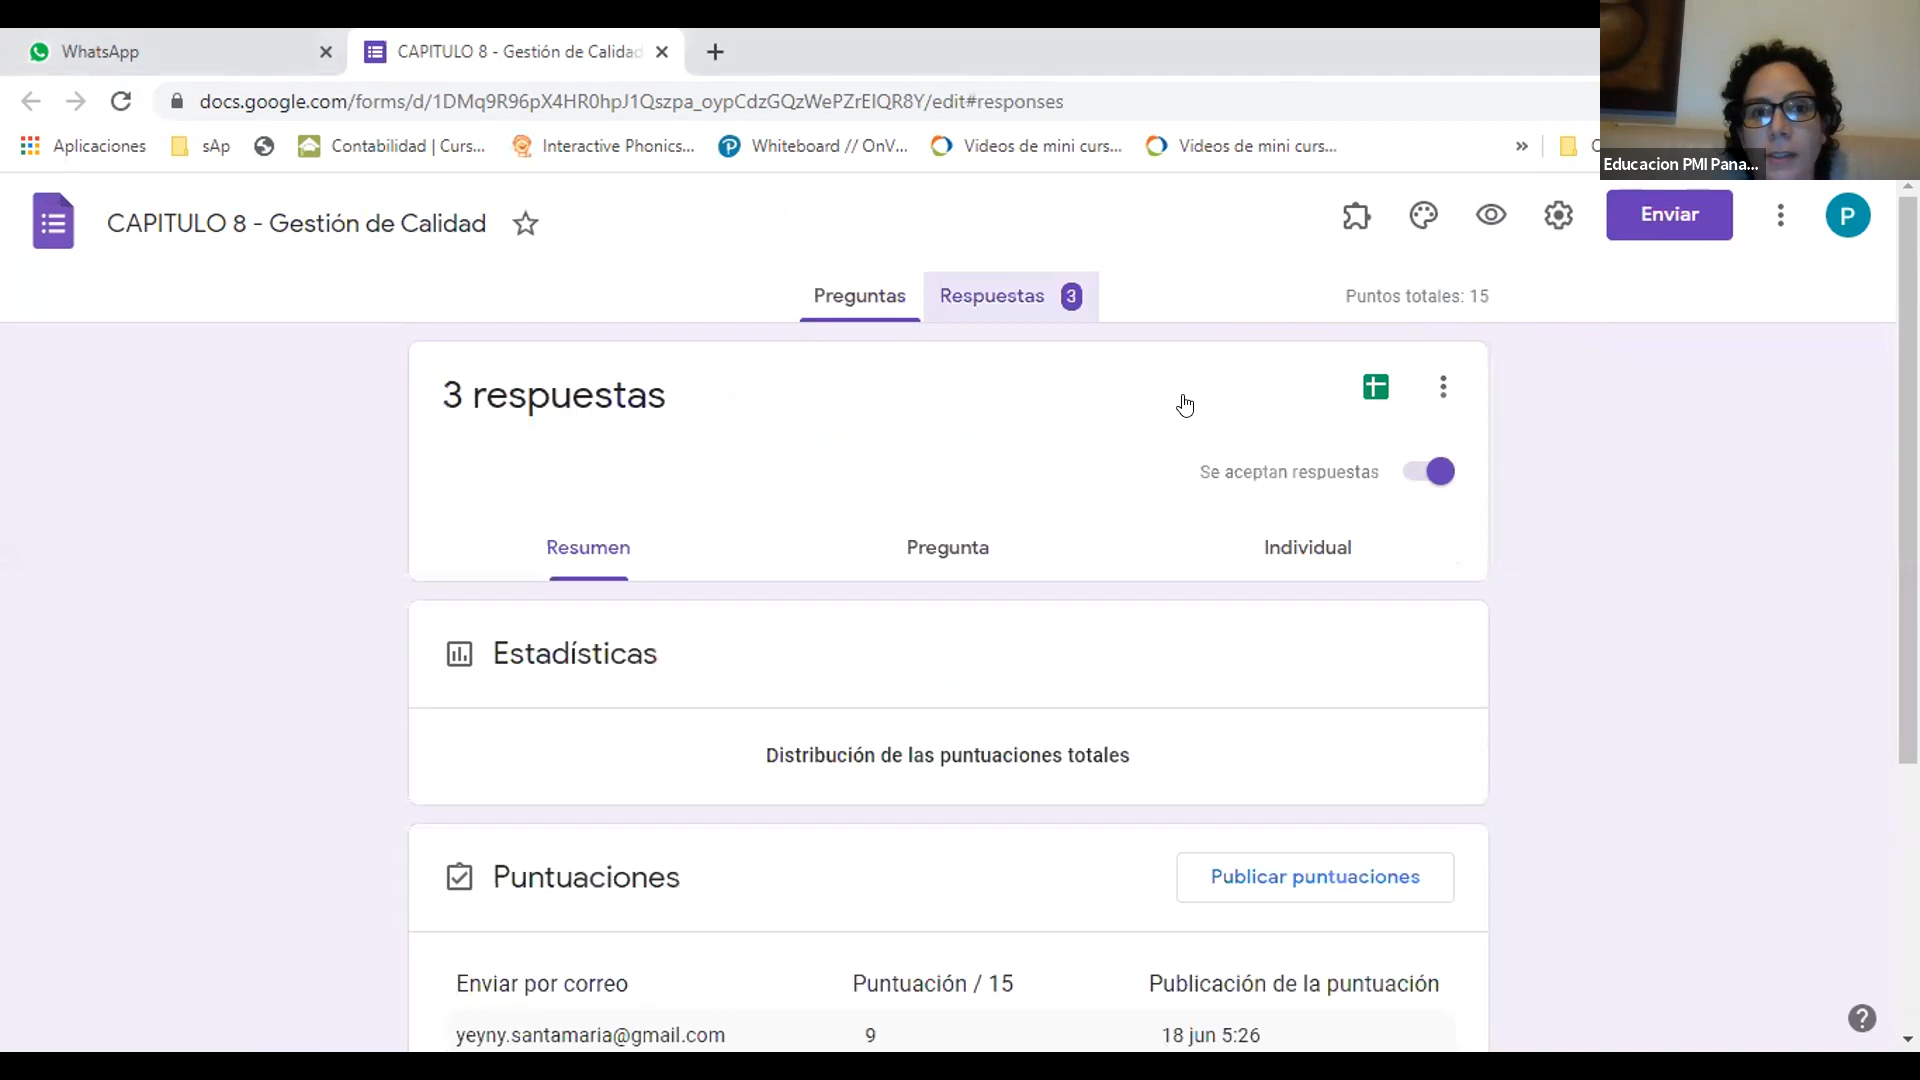 WhatsApp
CAPITULO 8 - Gestión de Calidad
docs.google.com/forms/d/1DMq9R96pX4HR0hpJ1Qszpa_oypCdzGQzWePZrElQR8Y/edit#responses
Aplicaciones
sAp
Contabilidad | Curs...
Interactive Phonics...
Whiteboard // OnV...
Videos de mini curs...
Videos de mini curs...
»
Educacion PMI Pana...
CAPITULO 8 - Gestión de Calidad
Enviar
P
Preguntas
Respuestas 3
Puntos totales: 15
3 respuestas
Se aceptan respuestas
Resumen
Pregunta
Individual
Estadísticas
Distribución de las puntuaciones totales
Puntuaciones
Publicar puntuaciones
Enviar por correo
Puntuación / 15
Publicación de la puntuación
yeyny.santamaria@gmail.com
9
18 jun 5:26